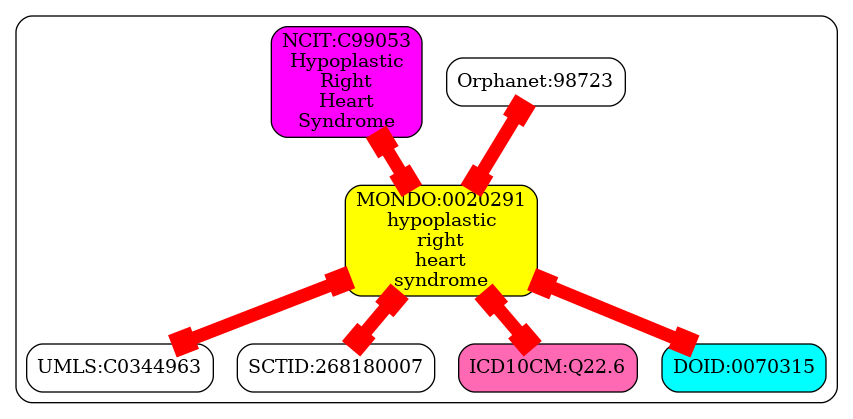 NCIT:C99053
Hypoplastic
Right
Heart
Syndrome
Orphanet:98723
MONDO:0020291
hypoplastic
right
heart
syndrome
UMLS:C0344963
SCTID:268180007
ICD10CM:Q22.6
DOID:0070315